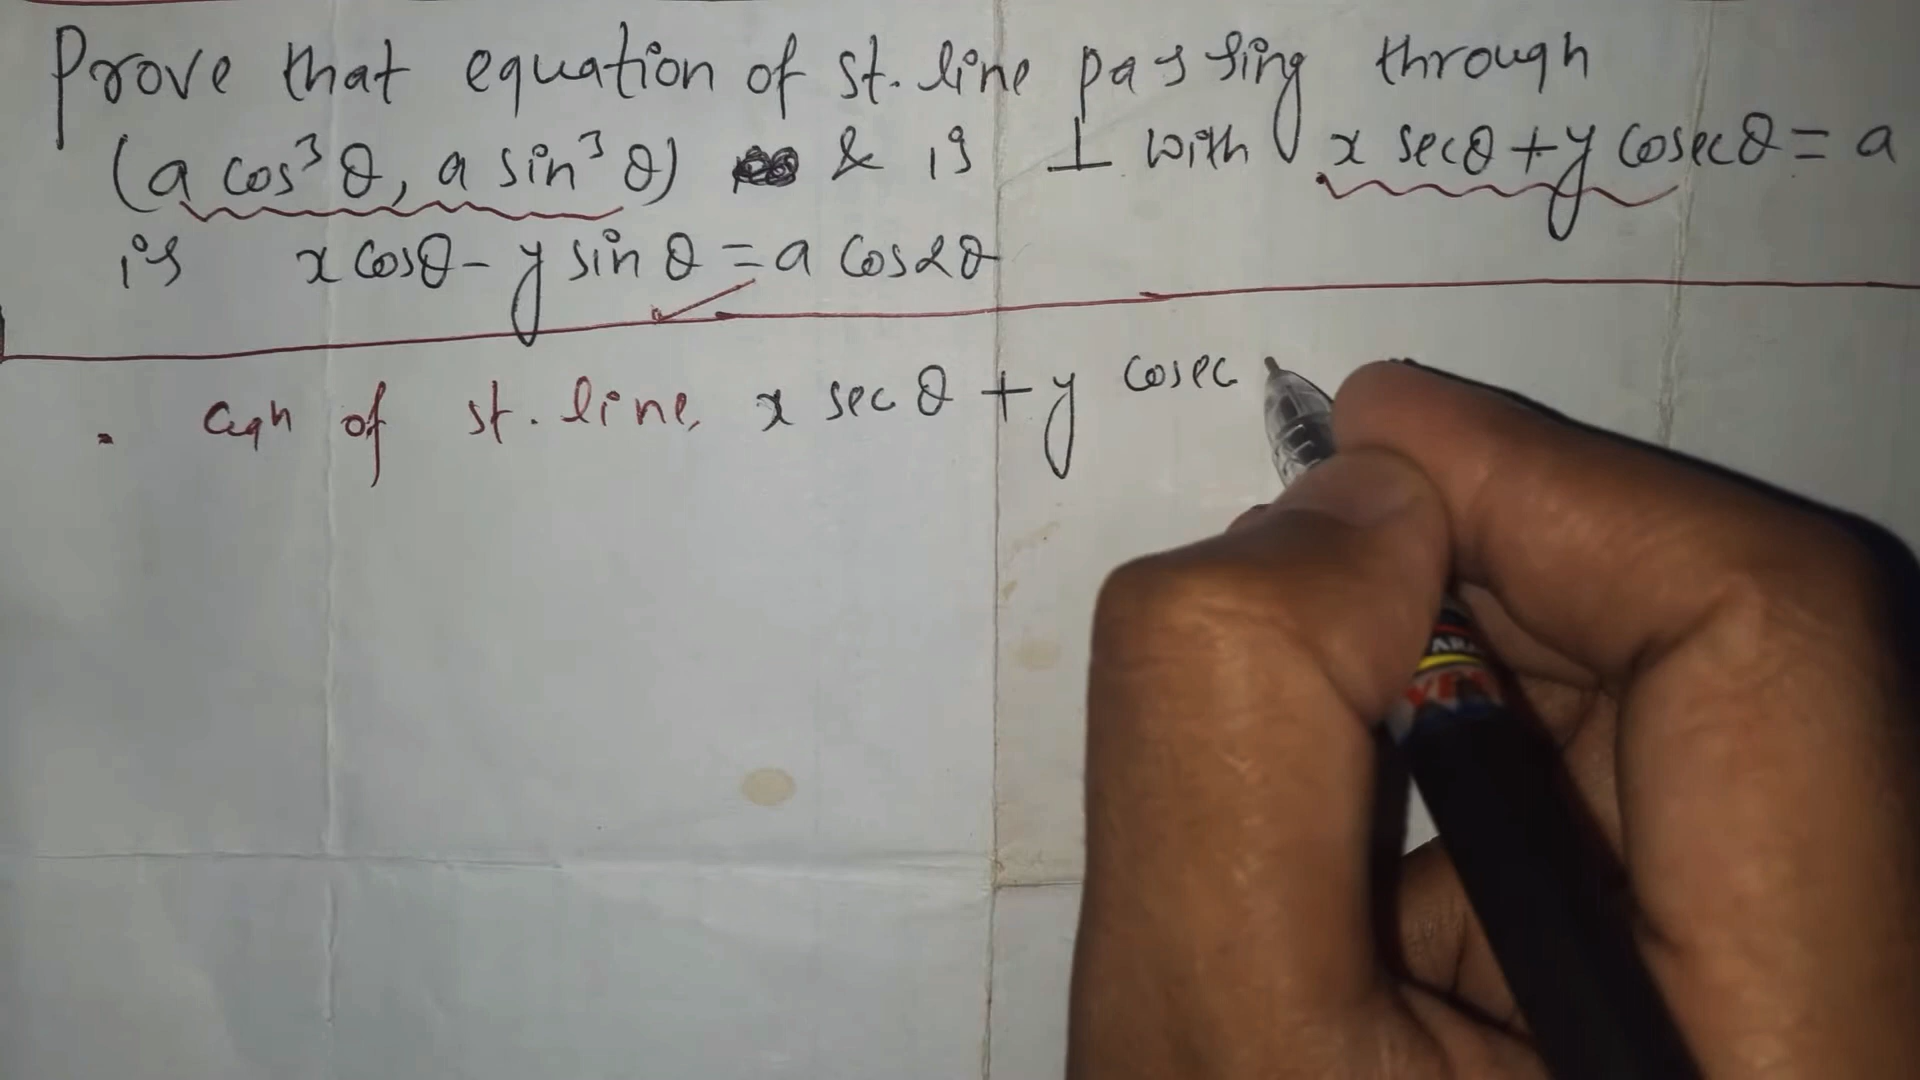 Prove that equation of st. line passing through
(a cos³ θ, a sin³ θ) & is ⊥ with x secθ + y cosecθ = a
is x cosθ - y sin θ = a cos2θ
. Eqn of st. line, x sec θ + y cosec